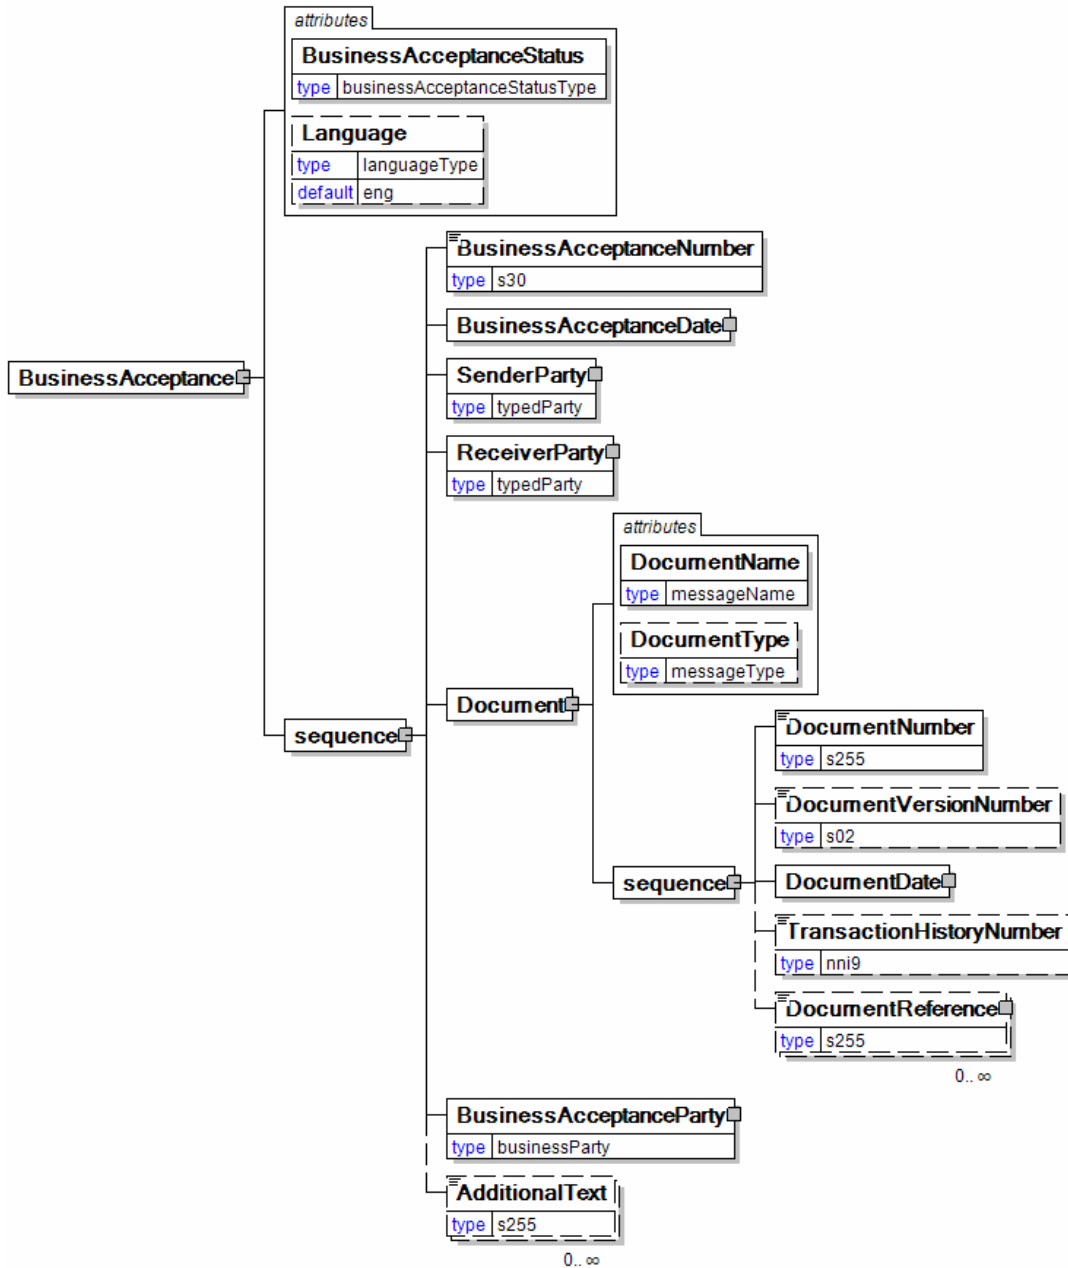 attributes
BusinessAcceptanceStatus
type businessAcceptanceStatusType
Language
type languageType
default eng
BusinessAcceptanceNumber
type s30
BusinessAcceptanceDate
BusinessAcceptance
SenderParty
type typedParty
ReceiverParty
type typedParty
attributes
DocumentName
type messageName
DocumentType
type messageType
Document
sequence
DocumentNumber
type s255
DocumentVersionNumber
type s02
sequence
DocumentDate
TransactionHistoryNumber
type nni9
DocumentReference
type s255
0.. ∞
BusinessAcceptanceParty
type businessParty
AdditionalText
type s255
0.. ∞